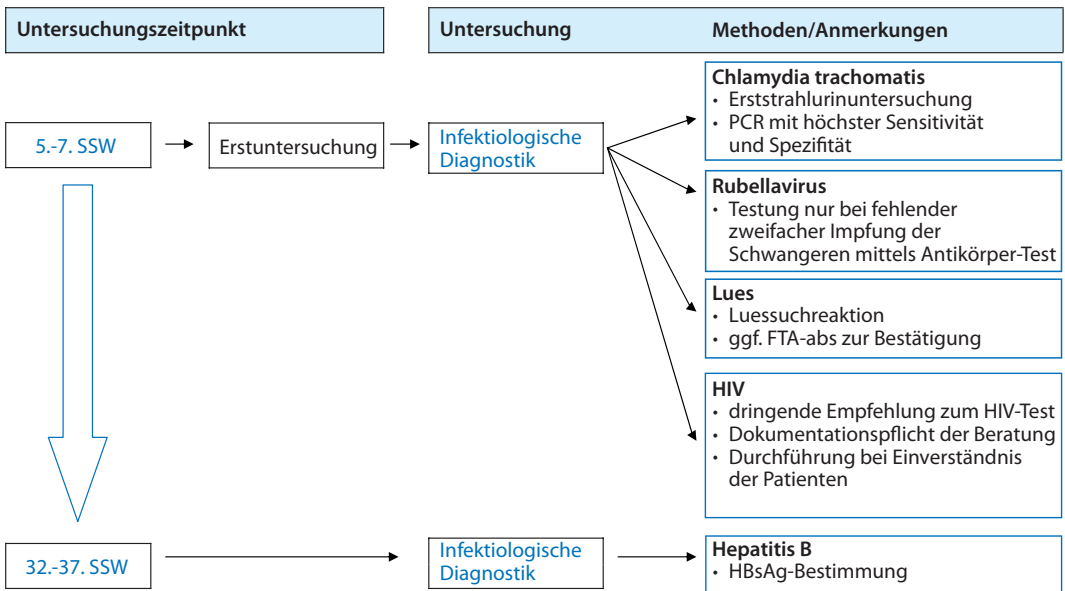 Untersuchungszeitpunkt
Untersuchung
Methoden/Anmerkungen
5.-7. SSW
Erstuntersuchung
Infektiologische
Diagnostik
Chlamydia trachomatis
• Erststrahlurinuntersuchung
• PCR mit höchster Sensitivität
und Spezifität
Rubellavirus
• Testung nur bei fehlender
zweifacher Impfung der
Schwangeren mittels Antikörper-Test
Lues
• Luessuchreaktion
• ggf. FTA-abs zur Bestätigung
HIV
• dringende Empfehlung zum HIV-Test
• Dokumentationspflicht der Beratung
• Durchführung bei Einverständnis
der Patienten
32.-37. SSW
Infektiologische
Diagnostik
Hepatitis B
• HBsAg-Bestimmung